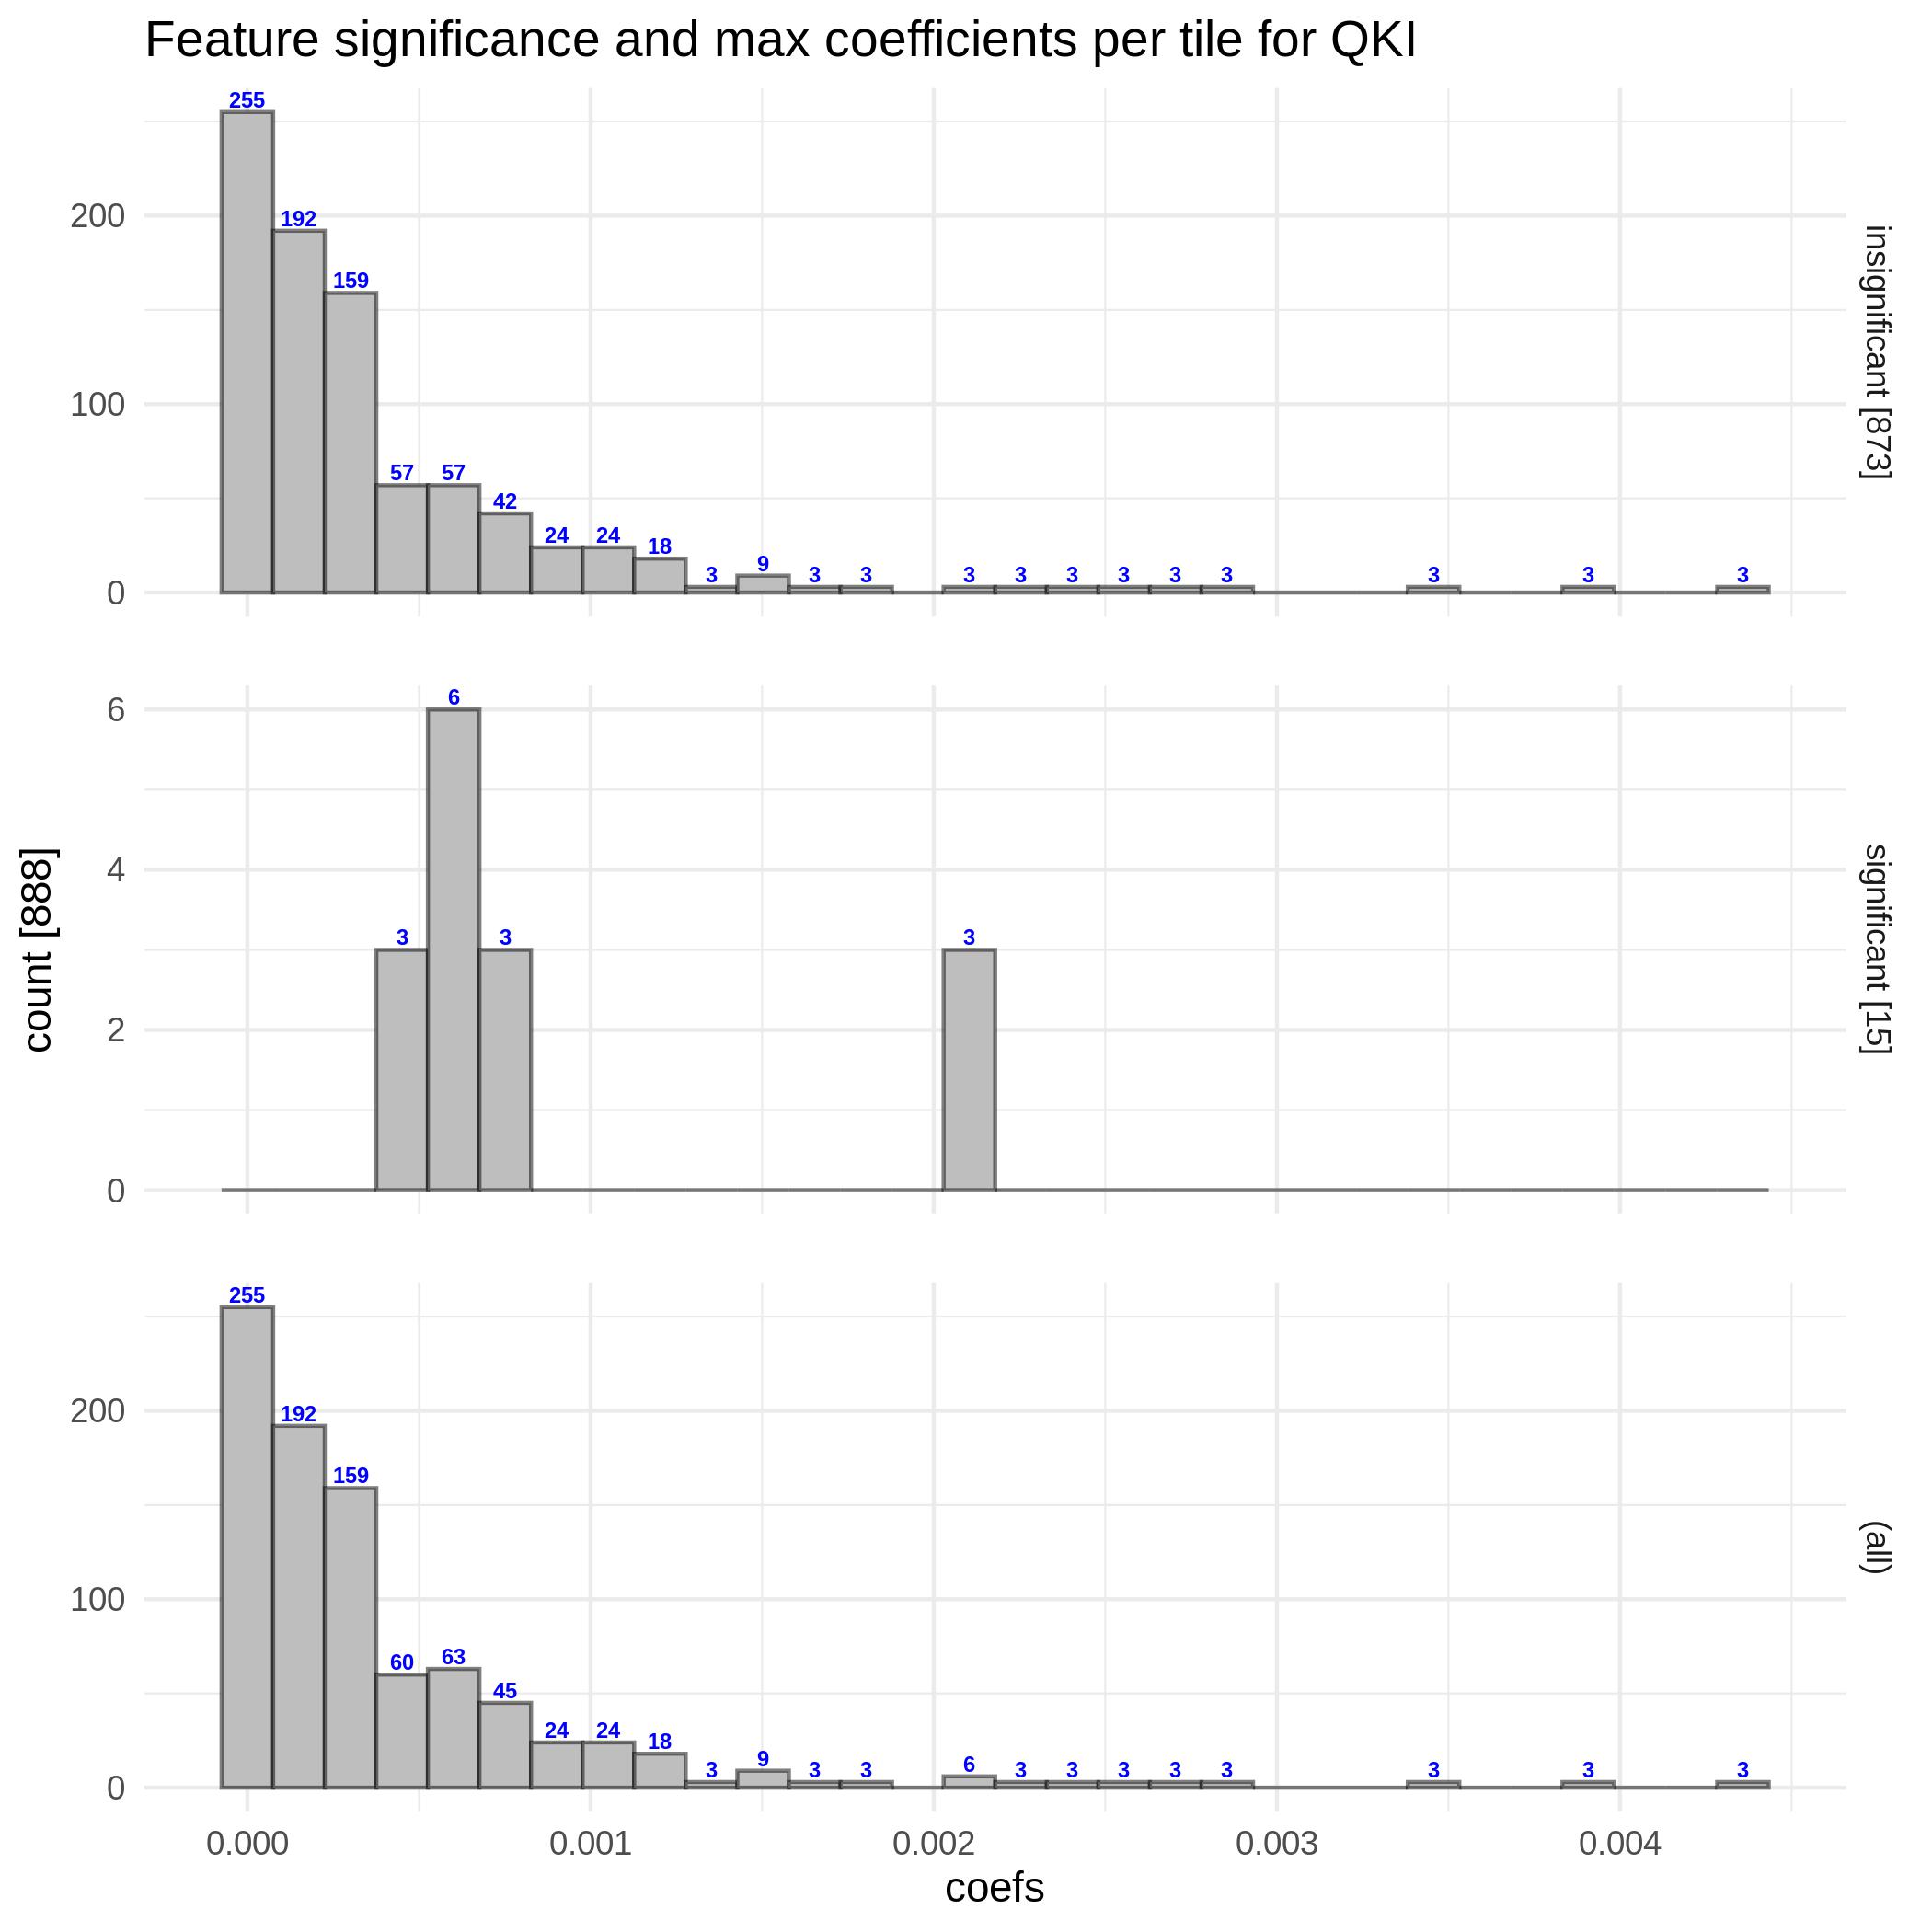 Feature significance and max coefficients per tile for QKI
255
192
159
57 57
42
24 24
18
3 9 3 3 3 3 3 3 3 3 3 3 3
200
100
0
insignificant [873]
6
3 3 3
6
4
2
0
significant [15]
count [888]
255
192
159
60 63
45
24 24
18
3 9 3 3 6 3 3 3 3 3 3 3 3
200
100
0
(all)
0.000 0.001 0.002 0.003 0.004
coefs